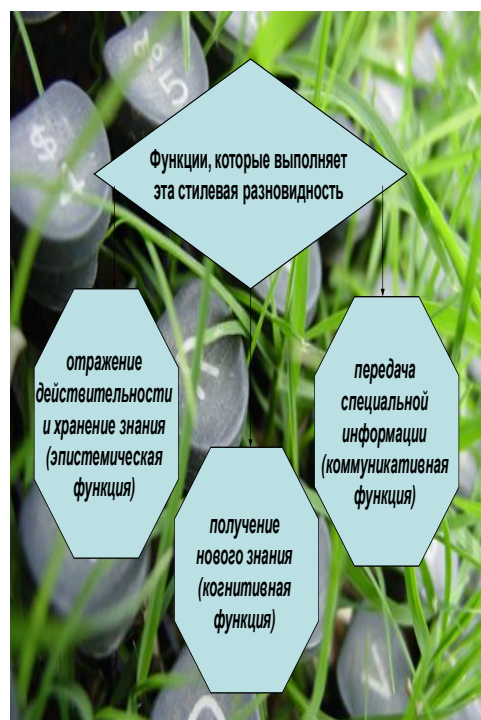 Функции, которые выполняет
эта стилевая разновидность
отражение
действительности
и хранение знания
(эпистемическая
функция)
получение
нового знания
(когнитивная
функция)
передача
специальной
информации
(коммуникативная
функция)